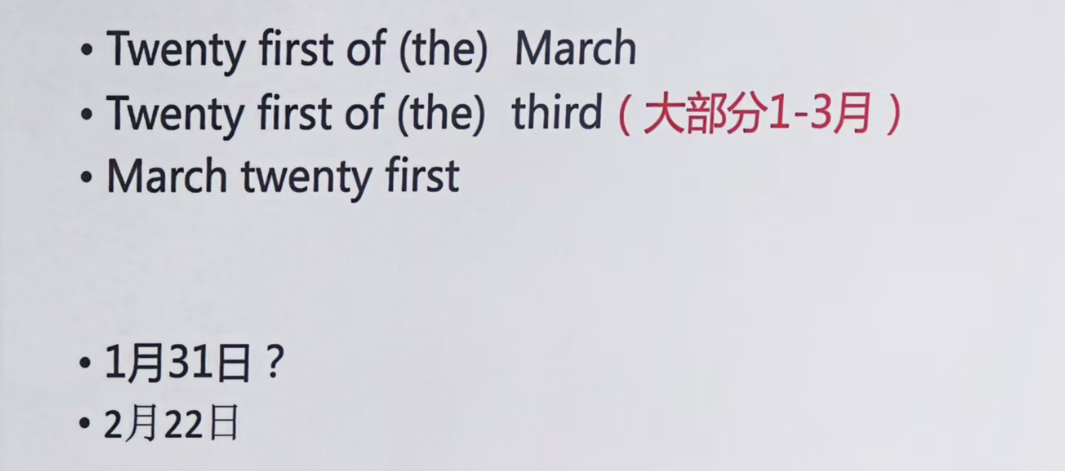 • Twenty first of (the) March
• Twenty first of (the) third（大部分1-3月）
• March twenty first
• 1月31日？
• 2月22日